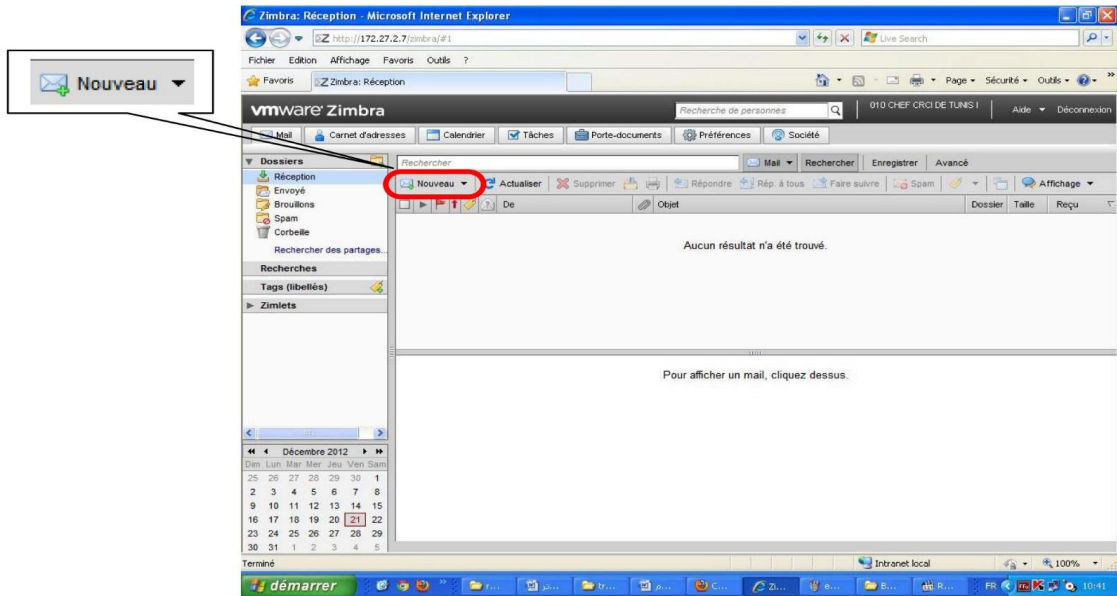 Nouveau
Zimbra: Réception - Microsoft Internet Explorer
http://172.27.2.7/zimbra/#1
Live Search
Fichier Edition Affichage Favoris Outils ?
Favoris Zimbra: Réception Page Sécurité Outils
vmware Zimbra Recherche de personnes 010 CHEF CRCI DE TUNIS I Aide Déconnexion
Mail Carnet d'adresses Calendrier Tâches Porte-documents Préférences Société
Dossiers Rechercher Mail Rechercher Enregistrer Avancé
Réception Nouveau Actualiser Supprimer Répondre Rép. à tous Faire suivre Spam Affichage
Envoyé
Brouillons De Objet Dossier Taille Reçu
Spam
Corbeille
Rechercher des partages...
Aucun résultat n'a été trouvé.
Recherches
Tags (libellés)
Zimlets
Pour afficher un mail, cliquez dessus.
Décembre 2012
Dim Lun Mar Mer Jeu Ven Sam
25 26 27 28 29 30 1
2 3 4 5 6 7 8
9 10 11 12 13 14 15
16 17 18 19 20 21 22
23 24 25 26 27 28 29
30 31 1 2 3 4 5
Terminé Intranet local 100%
démarrer r... tr... C... Zi... e... B... R... FR 10:41